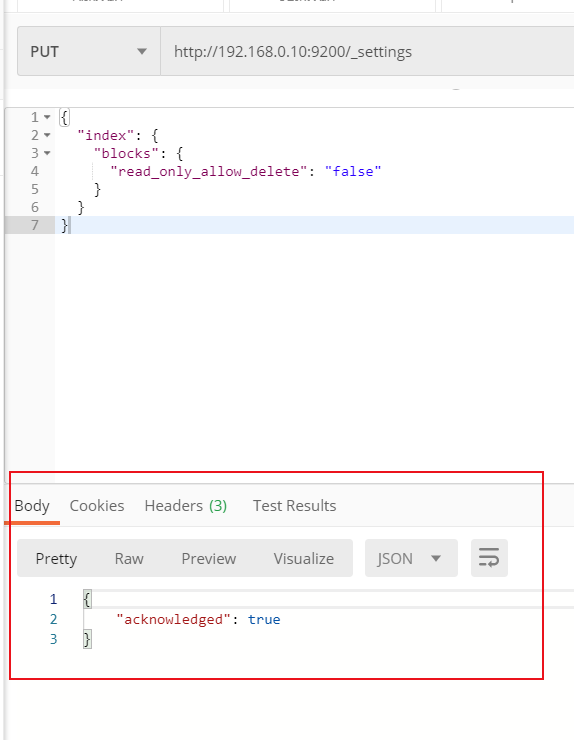 PUT http://192.168.0.10:9200/_settings
1 {
2 "index": {
3 "blocks": {
4 "read_only_allow_delete": "false"
5 }
6 }
7 }
Body Cookies Headers (3) Test Results
Pretty Raw Preview Visualize JSON
1 {
2 "acknowledged": true
3 }